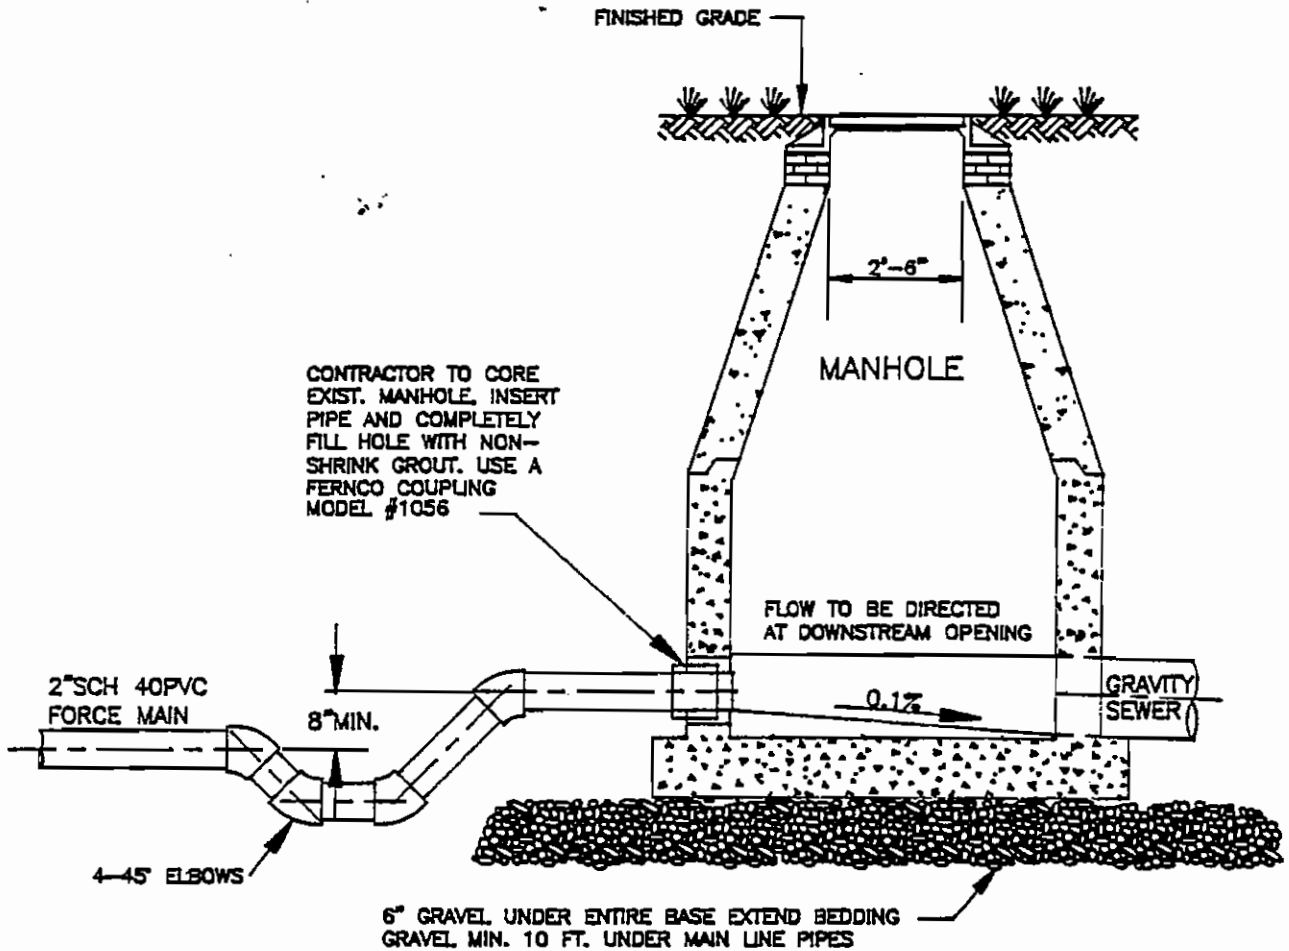 FINISHED GRADE
2'-6"
MANHOLE
CONTRACTOR TO CORE
EXIST. MANHOLE, INSERT
PIPE AND COMPLETELY
FILL HOLE WITH NON-
SHRINK GROUT. USE A
FERNCO COUPLING
MODEL #1056
FLOW TO BE DIRECTED
AT DOWNSTREAM OPENING
2"SCH 40PVC
FORCE MAIN
8"MIN.
0.1%
GRAVITY
SEWER
4-45° ELBOWS
6" GRAVEL UNDER ENTIRE BASE EXTEND BEDDING
GRAVEL MIN. 10 FT. UNDER MAIN LINE PIPES